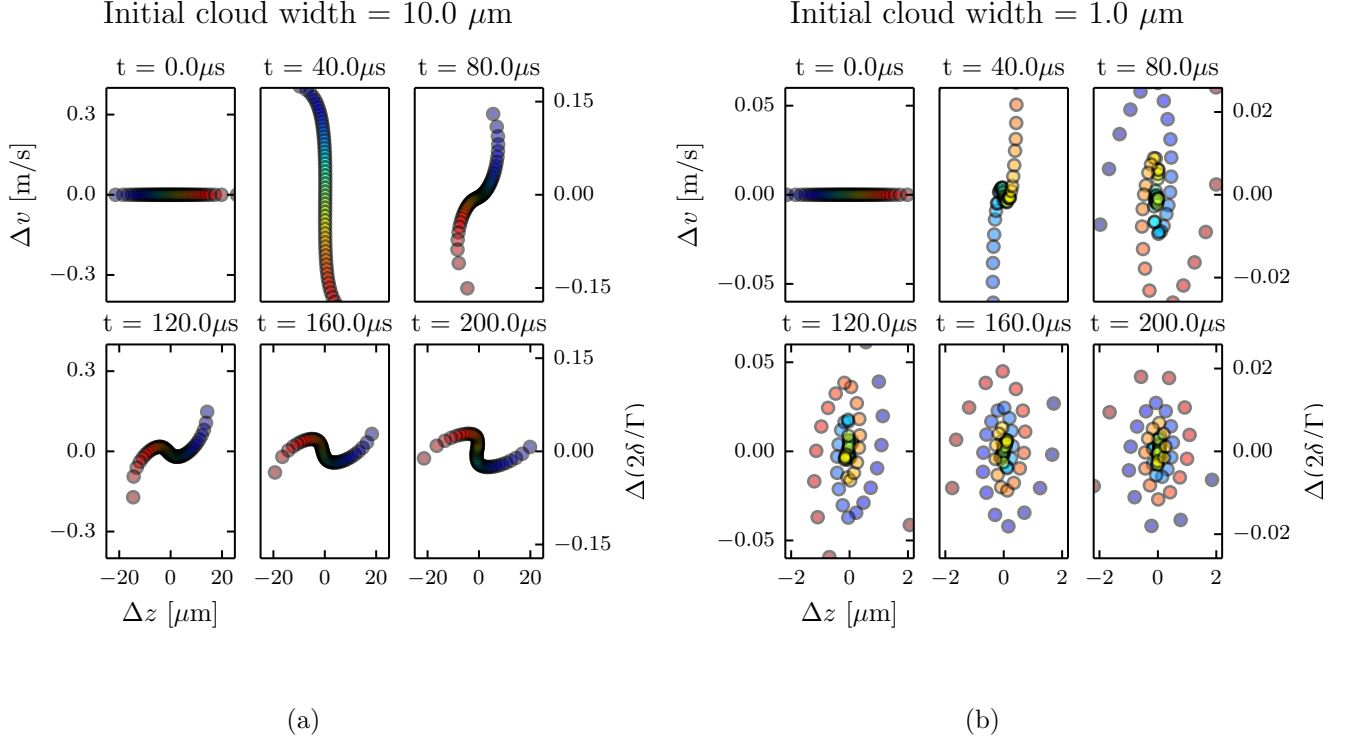 Initial cloud width = 10.0 μm
t = 0.0μs
t = 40.0μs
t = 80.0μs
0.3
0.0
−0.3
Δv [m/s]
0.15
0.00
−0.15
t = 120.0μs
t = 160.0μs
t = 200.0μs
0.3
0.0
−0.3
0.15
0.00
−0.15
Δ(2δ/Γ)
−20 0 20
−20 0 20
−20 0 20
Δz [μm]
(a)
Initial cloud width = 1.0 μm
t = 0.0μs
t = 40.0μs
t = 80.0μs
0.05
0.00
−0.05
Δv [m/s]
0.02
0.00
−0.02
t = 120.0μs
t = 160.0μs
t = 200.0μs
0.05
0.00
−0.05
0.02
0.00
−0.02
Δ(2δ/Γ)
−2 0 2
−2 0 2
−2 0 2
Δz [μm]
(b)